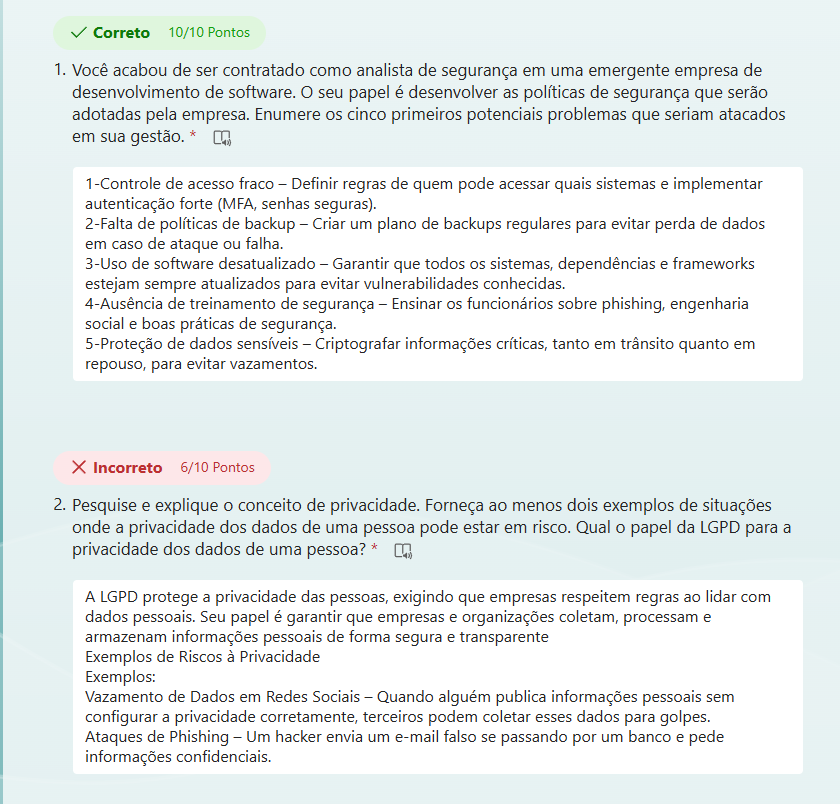 Correto 10/10 Pontos
1. Você acabou de ser contratado como analista de segurança em uma emergente empresa de
desenvolvimento de software. O seu papel é desenvolver as políticas de segurança que serão
adotadas pela empresa. Enumere os cinco primeiros potenciais problemas que seriam atacados
em sua gestão. *
1-Controle de acesso fraco – Definir regras de quem pode acessar quais sistemas e implementar
autenticação forte (MFA, senhas seguras).
2-Falta de políticas de backup – Criar um plano de backups regulares para evitar perda de dados
em caso de ataque ou falha.
3-Uso de software desatualizado – Garantir que todos os sistemas, dependências e frameworks
estejam sempre atualizados para evitar vulnerabilidades conhecidas.
4-Ausência de treinamento de segurança – Ensinar os funcionários sobre phishing, engenharia
social e boas práticas de segurança.
5-Proteção de dados sensíveis – Criptografar informações críticas, tanto em trânsito quanto em
repouso, para evitar vazamentos.
Incorreto 6/10 Pontos
2. Pesquise e explique o conceito de privacidade. Forneça ao menos dois exemplos de situações
onde a privacidade dos dados de uma pessoa pode estar em risco. Qual o papel da LGPD para a
privacidade dos dados de uma pessoa? *
A LGPD protege a privacidade das pessoas, exigindo que empresas respeitem regras ao lidar com
dados pessoais. Seu papel é garantir que empresas e organizações coletam, processam e
armazenam informações pessoais de forma segura e transparente
Exemplos de Riscos à Privacidade
Exemplos:
Vazamento de Dados em Redes Sociais – Quando alguém publica informações pessoais sem
configurar a privacidade corretamente, terceiros podem coletar esses dados para golpes.
Ataques de Phishing – Um hacker envia um e-mail falso se passando por um banco e pede
informações confidenciais.